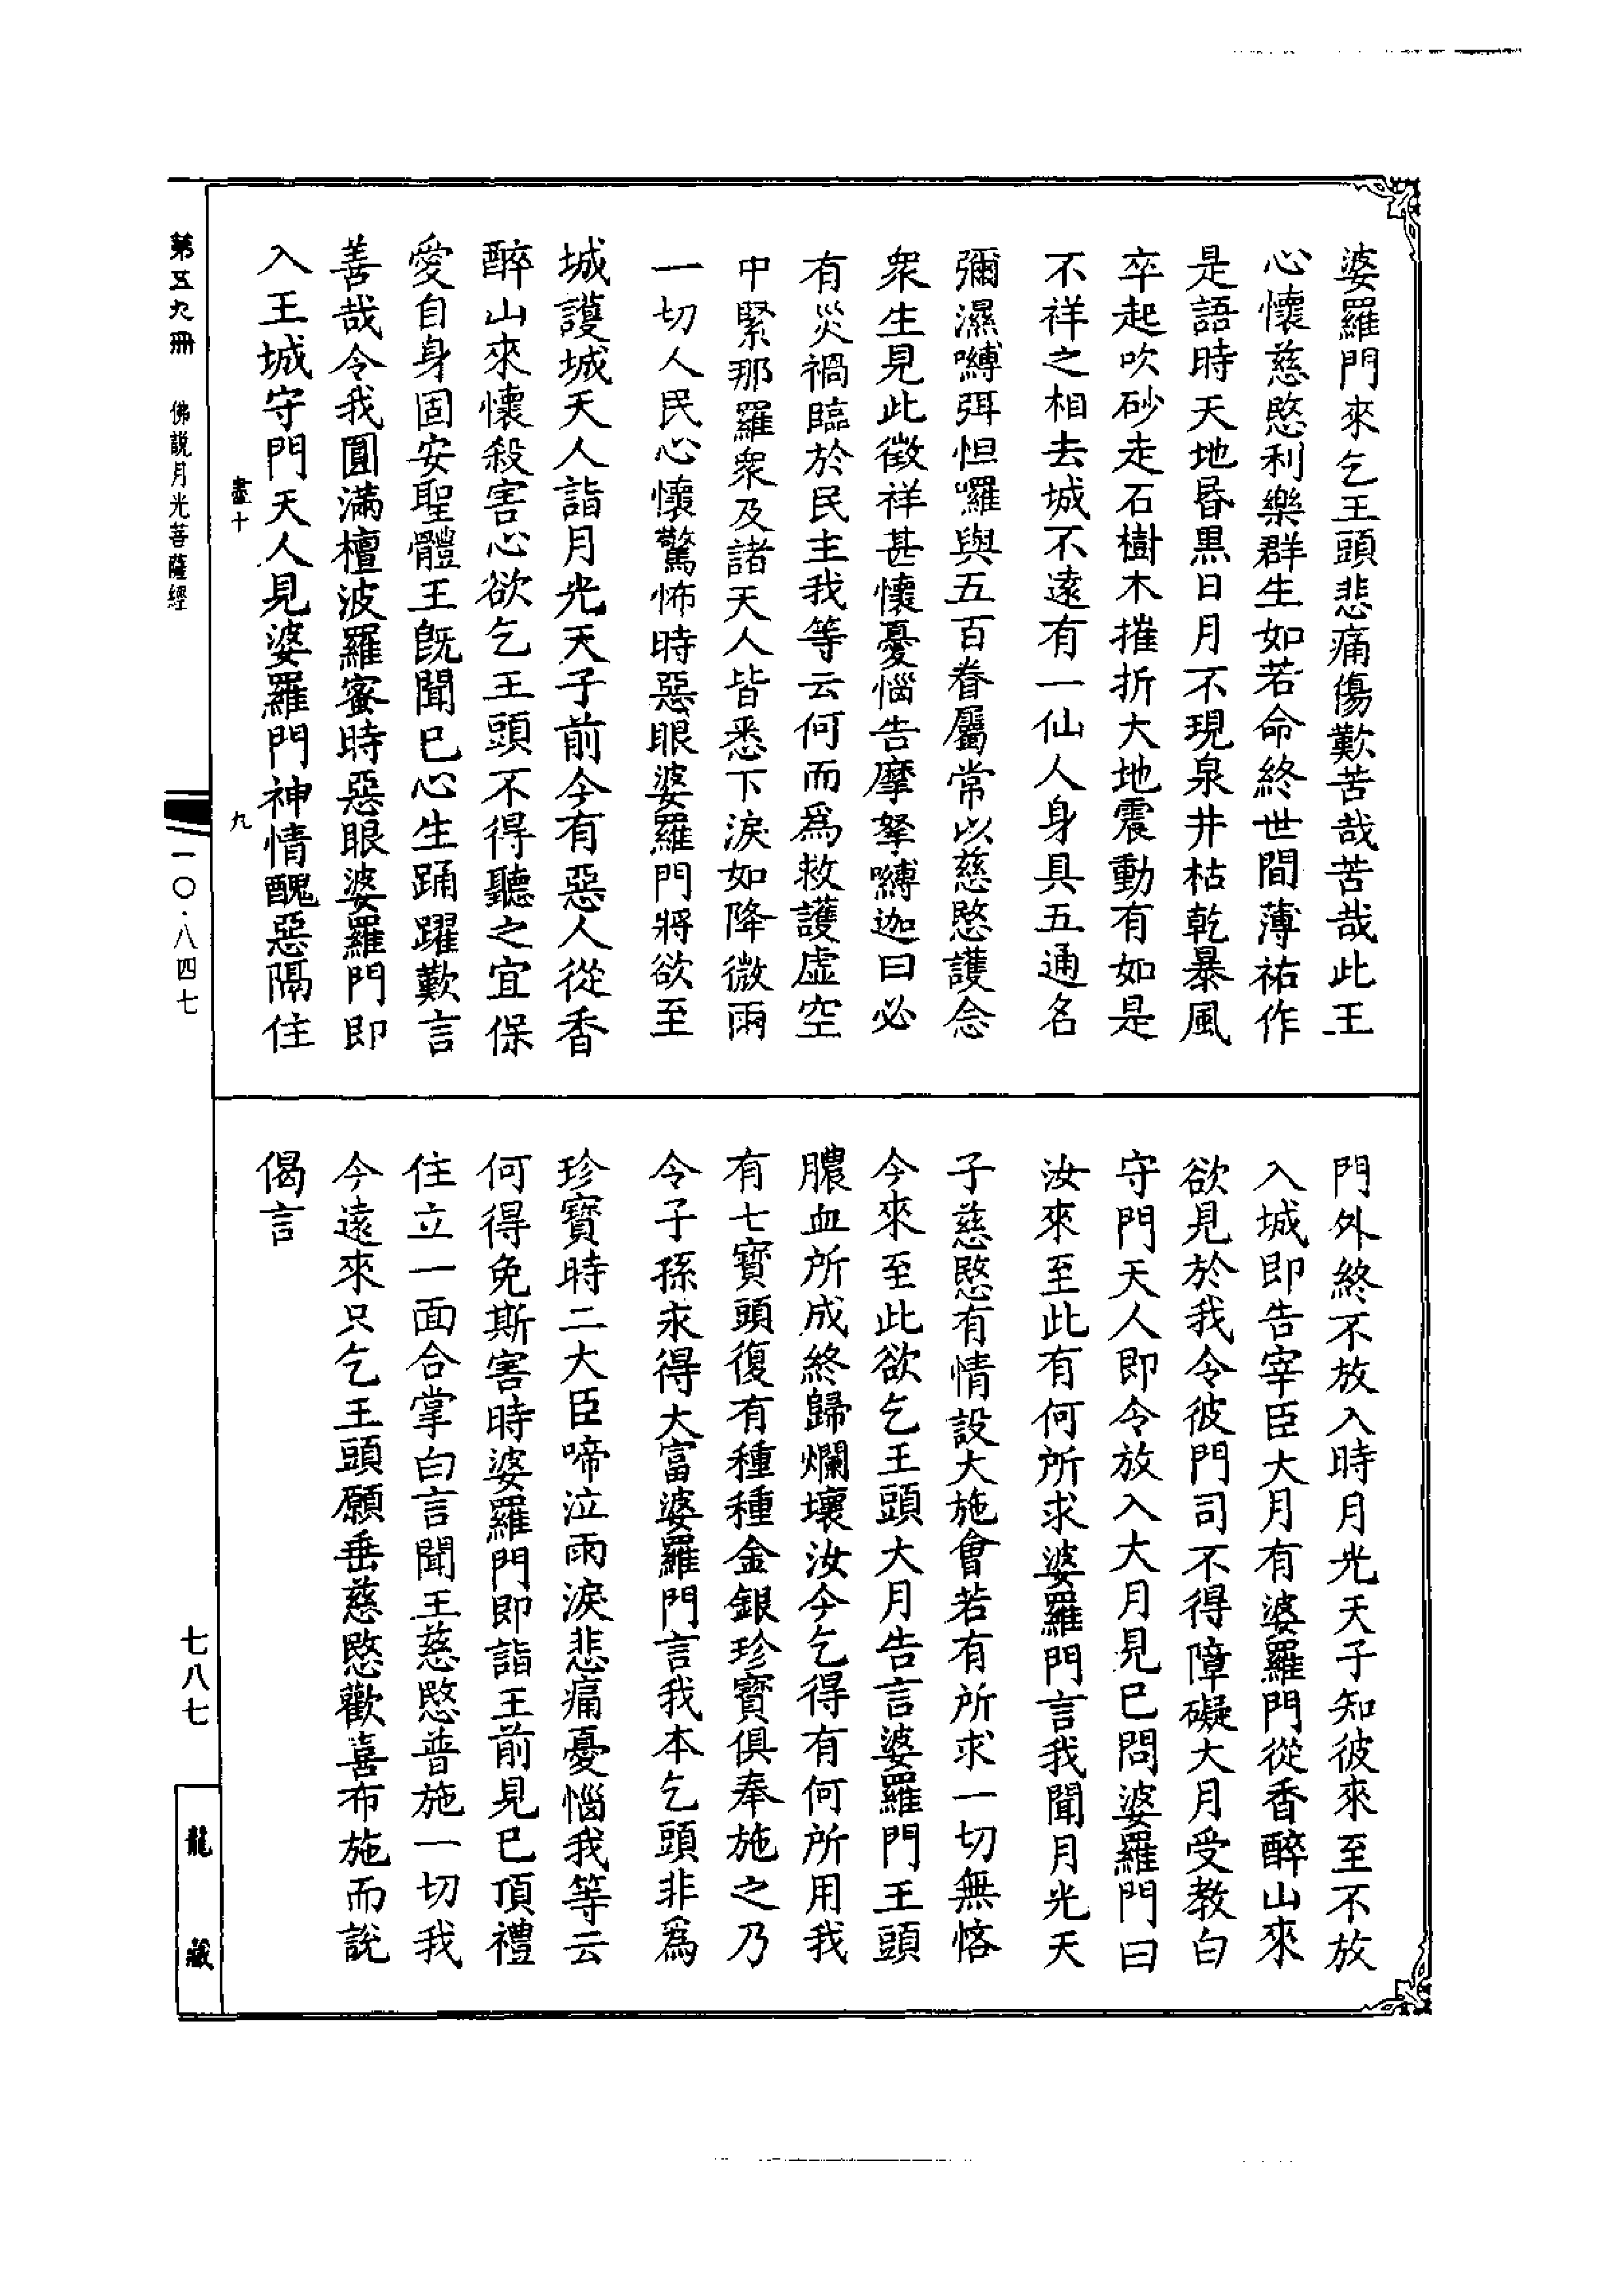 婆羅門來乞王頭悲痛傷歎苦哉苦哉此王
心懷慈愍利樂群生如若命終世間薄祐作
是語時天地昏黑日月不現泉井枯乾暴風
卒起吹砂走石樹木摧折大地震動有如是
不祥之相去城不遠有一仙人身具五通名
彌濕嚩弭怛囉與五百眷屬常以慈愍護念
衆生見此徵祥甚懷憂惱告摩拏嚩迦曰必
有災禍臨於民主我等云何而爲救護虛空
中緊那羅衆及諸天人皆悉下淚如降微雨
一切人民心懷驚怖時惡眼婆羅門將欲至
城護城天人詣月光天子前今有惡人從香
醉山來懷殺害心欲乞王頭不得聽之宜保
愛自身固安聖體王旣聞已心生踊躍歎言
善哉令我圓滿檀波羅蜜時惡眼婆羅門即
入王城守門天人見婆羅門神情醜惡隔住
門外終不放入時月光天子知彼來至不放
入城即告宰臣大月有婆羅門從香醉山來
欲見於我令彼門司不得障礙大月受教白
守門天人即令放入大月見已問婆羅門曰
汝來至此有何所求婆羅門言我聞月光天
子慈愍有情設大施會若有所求一切無悋
今來至此欲乞王頭大月告言婆羅門王頭
膿血所成終歸爛壞汝今乞得有何所用我
有七寶頭復有種種金銀珍寶俱奉施之乃
令子孫永得大富婆羅門言我本乞頭非爲
珍寶時二大臣啼泣雨淚悲痛憂惱我等云
何得免斯害時婆羅門即詣王前見已頂禮
住立一面合掌白言聞王慈愍普施一切我
今遠來只乞王頭願垂慈愍歡喜布施而說
偈言
盡十
九
第五九冊 佛説月光菩薩經
一〇·八四七
七八七
龍藏